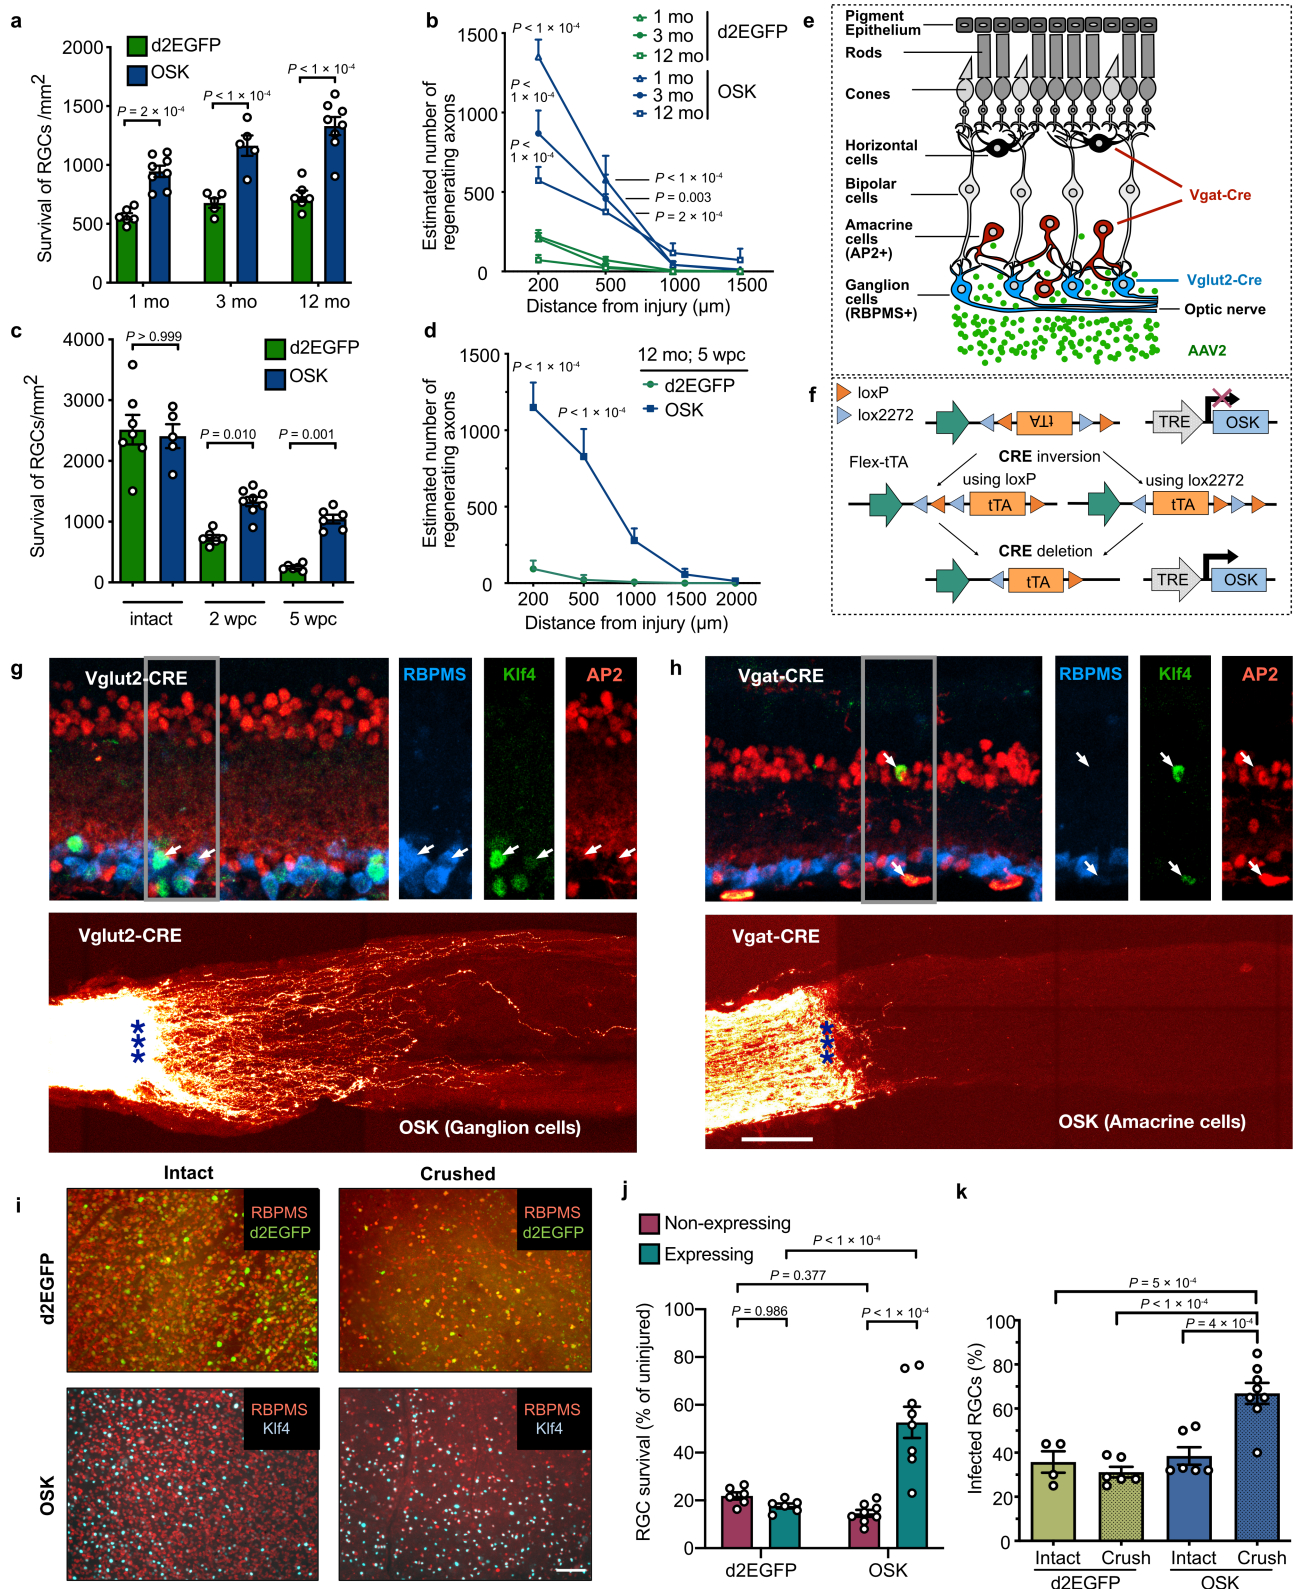 a
d2EGFP
OSK
Survival of RGCs /mm2
2000
1500
1000
500
0
P = 2 × 10-4
P < 1 × 10-4
P < 1 × 10-4
1 mo
3 mo
12 mo
b
1 mo
3 mo
12 mo
d2EGFP
1 mo
3 mo
12 mo
OSK
Estimated number of
regenerating axons
1500
1000
500
0
P < 1 × 10-4
P <
1 × 10-4
P <
1 × 10-4
P < 1 × 10-4
P = 0.003
P = 2 × 10-4
200
500
1000
1500
Distance from injury (µm)
c
d2EGFP
OSK
Survival of RGCs/mm2
4000
3000
2000
1000
0
P > 0.999
P = 0.010
P = 0.001
intact
2 wpc
5 wpc
d
12 mo; 5 wpc
d2EGFP
OSK
Estimated number of
regenerating axons
1500
1000
500
0
P < 1 × 10-4
P < 1 × 10-4
200
500
1000
1500
2000
Distance from injury (µm)
e
Pigment
Epithelium
Rods
Cones
Horizontal
cells
Bipolar
cells
Amacrine
cells
(AP2+)
Ganglion
cells
(RBPMS+)
Vgat-Cre
Vglut2-Cre
Optic nerve
AAV2
f
loxP
lox2272
tTA
TRE
OSK
Flex-tTA
CRE inversion
using loxP
using lox2272
tTA
tTA
CRE deletion
tTA
TRE
OSK
g
Vglut2-CRE
RBPMS
Klf4
AP2
Vglut2-CRE
***
OSK (Ganglion cells)
h
Vgat-CRE
RBPMS
Klf4
AP2
Vgat-CRE
***
OSK (Amacrine cells)
i
Intact
Crushed
d2EGFP
RBPMS
d2EGFP
RBPMS
d2EGFP
OSK
RBPMS
Klf4
RBPMS
Klf4
j
Non-expressing
Expressing
RGC survival (% of uninjured)
100
80
60
40
20
0
P < 1 × 10-4
P = 0.377
P = 0.986
P < 1 × 10-4
d2EGFP
OSK
k
Infected RGCs (%)
100
80
60
40
20
0
P = 5 × 10-4
P < 1 × 10-4
P = 4 × 10-4
Intact
Crush
Intact
Crush
d2EGFP
OSK